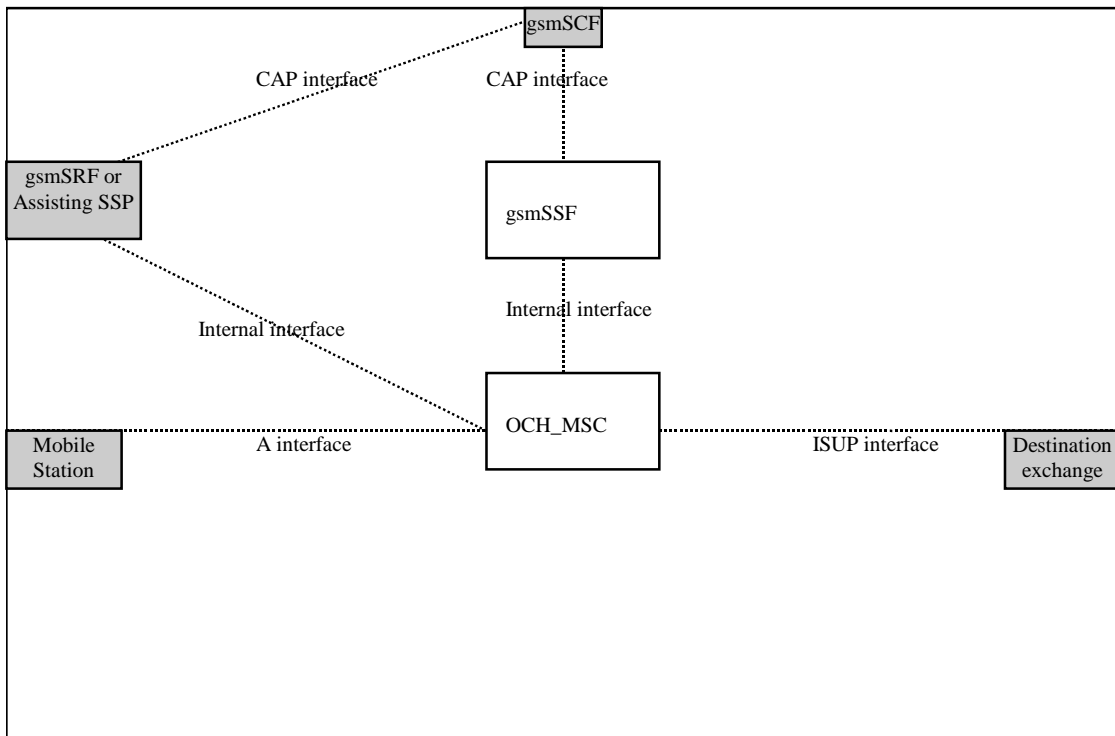 gsmSCF
CAP interface
CAP interface
gsmSRF or
Assisting SSP
gsmSSF
Internal interface
Internal interface
OCH_MSC
Mobile
Station
A interface
ISUP interface
Destination
exchange